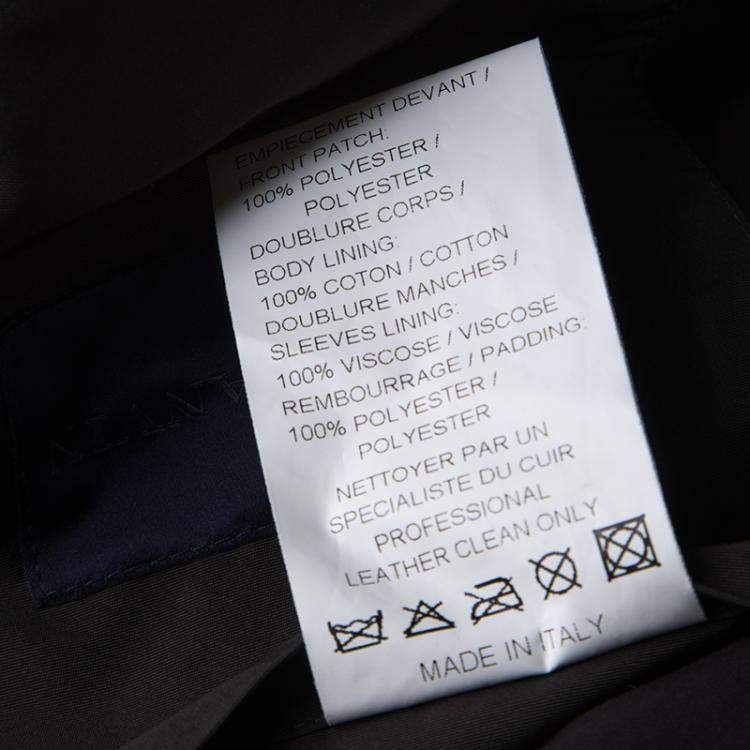 EMPIECEMENT DEVANT /
FRONT PATCH:
100% POLYESTER /
POLYESTER
DOUBLURE CORPS /
BODY LINING:
100% COTON / COTTON
DOUBLURE MANCHES /
SLEEVES LINING:
100% VISCOSE / VISCOSE
REMBOURRAGE / PADDING:
100% POLYESTER /
POLYESTER
NETTOYER PAR UN
SPECIALISTE DU CUIR
PROFESSIONAL
LEATHER CLEAN ONLY
MADE IN ITALY